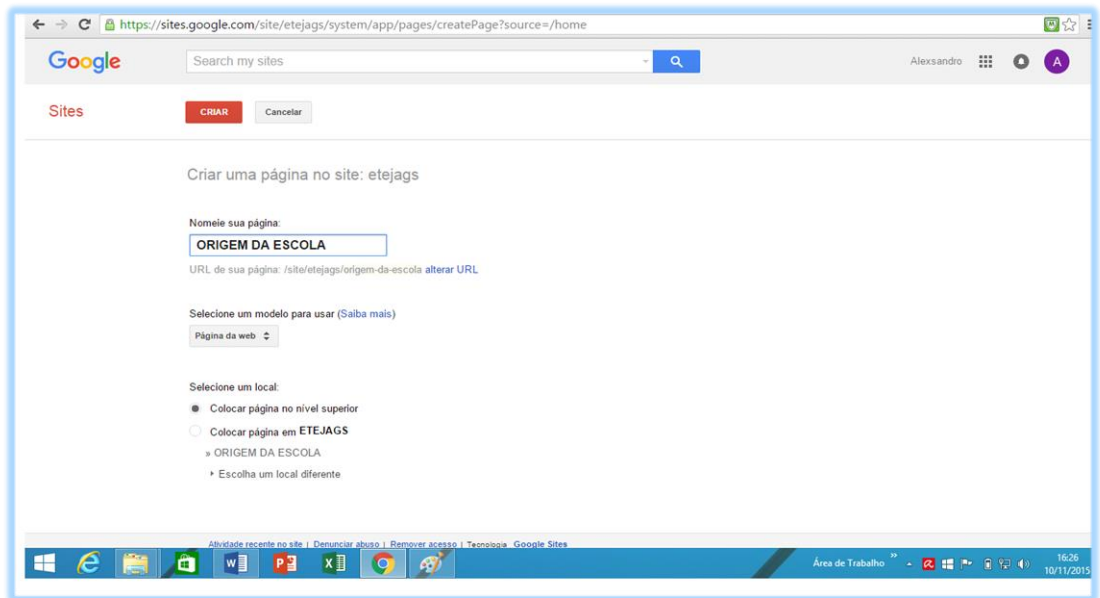 https://sites.google.com/site/etejags/system/app/pages/createPage?source=/home
Google Search my sites Alexsandro A
Sites CRIAR Cancelar
Criar uma página no site: etejags
Nomeie sua página:
ORIGEM DA ESCOLA
URL de sua página: /site/etejags/origem-da-escola alterar URL
Selecione um modelo para usar (Saiba mais)
Página da web
Selecione um local:
Colocar página no nível superior
Colocar página em ETEJAGS
» ORIGEM DA ESCOLA
Escolha um local diferente
Atividade recente no site | Denunciar abuso | Remover acesso | Tecnologia Google Sites
Área de Trabalho » 16:26
10/11/2015